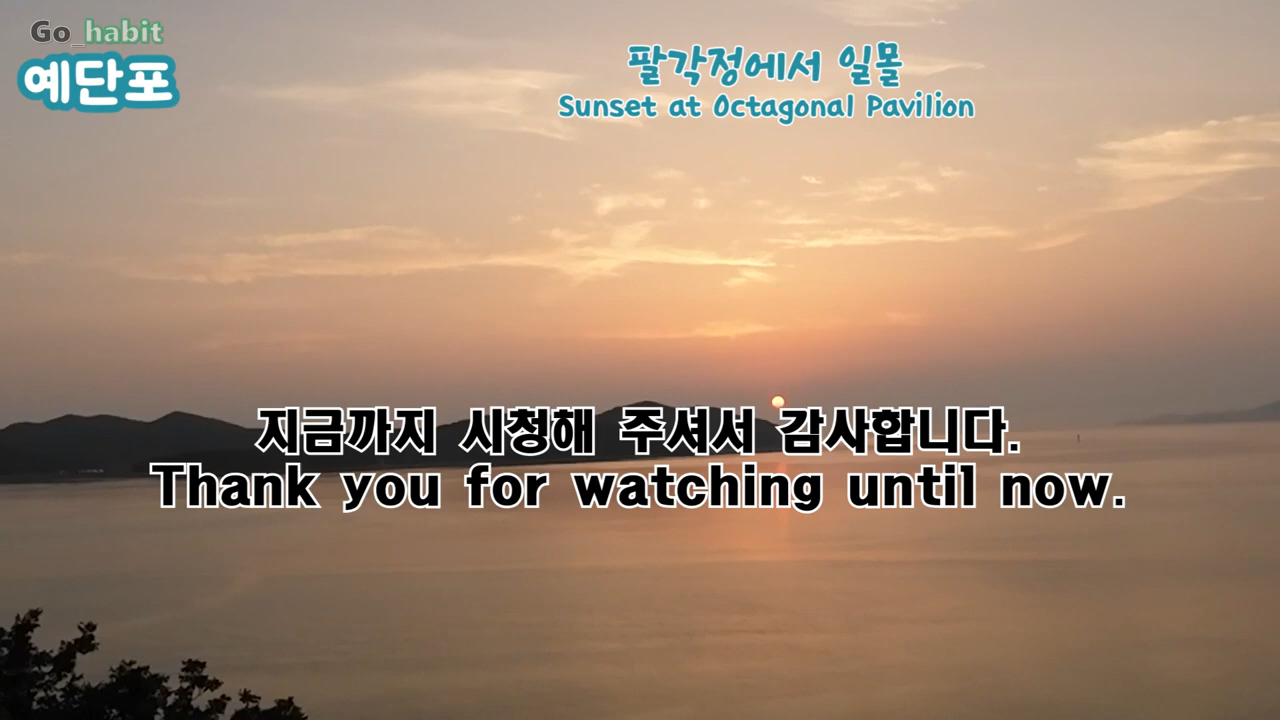 Go_habit
예단포
팔각정에서 일몰
Sunset at Octagonal Pavilion
지금까지 시청해 주셔서 감사합니다.
Thank you for watching until now.